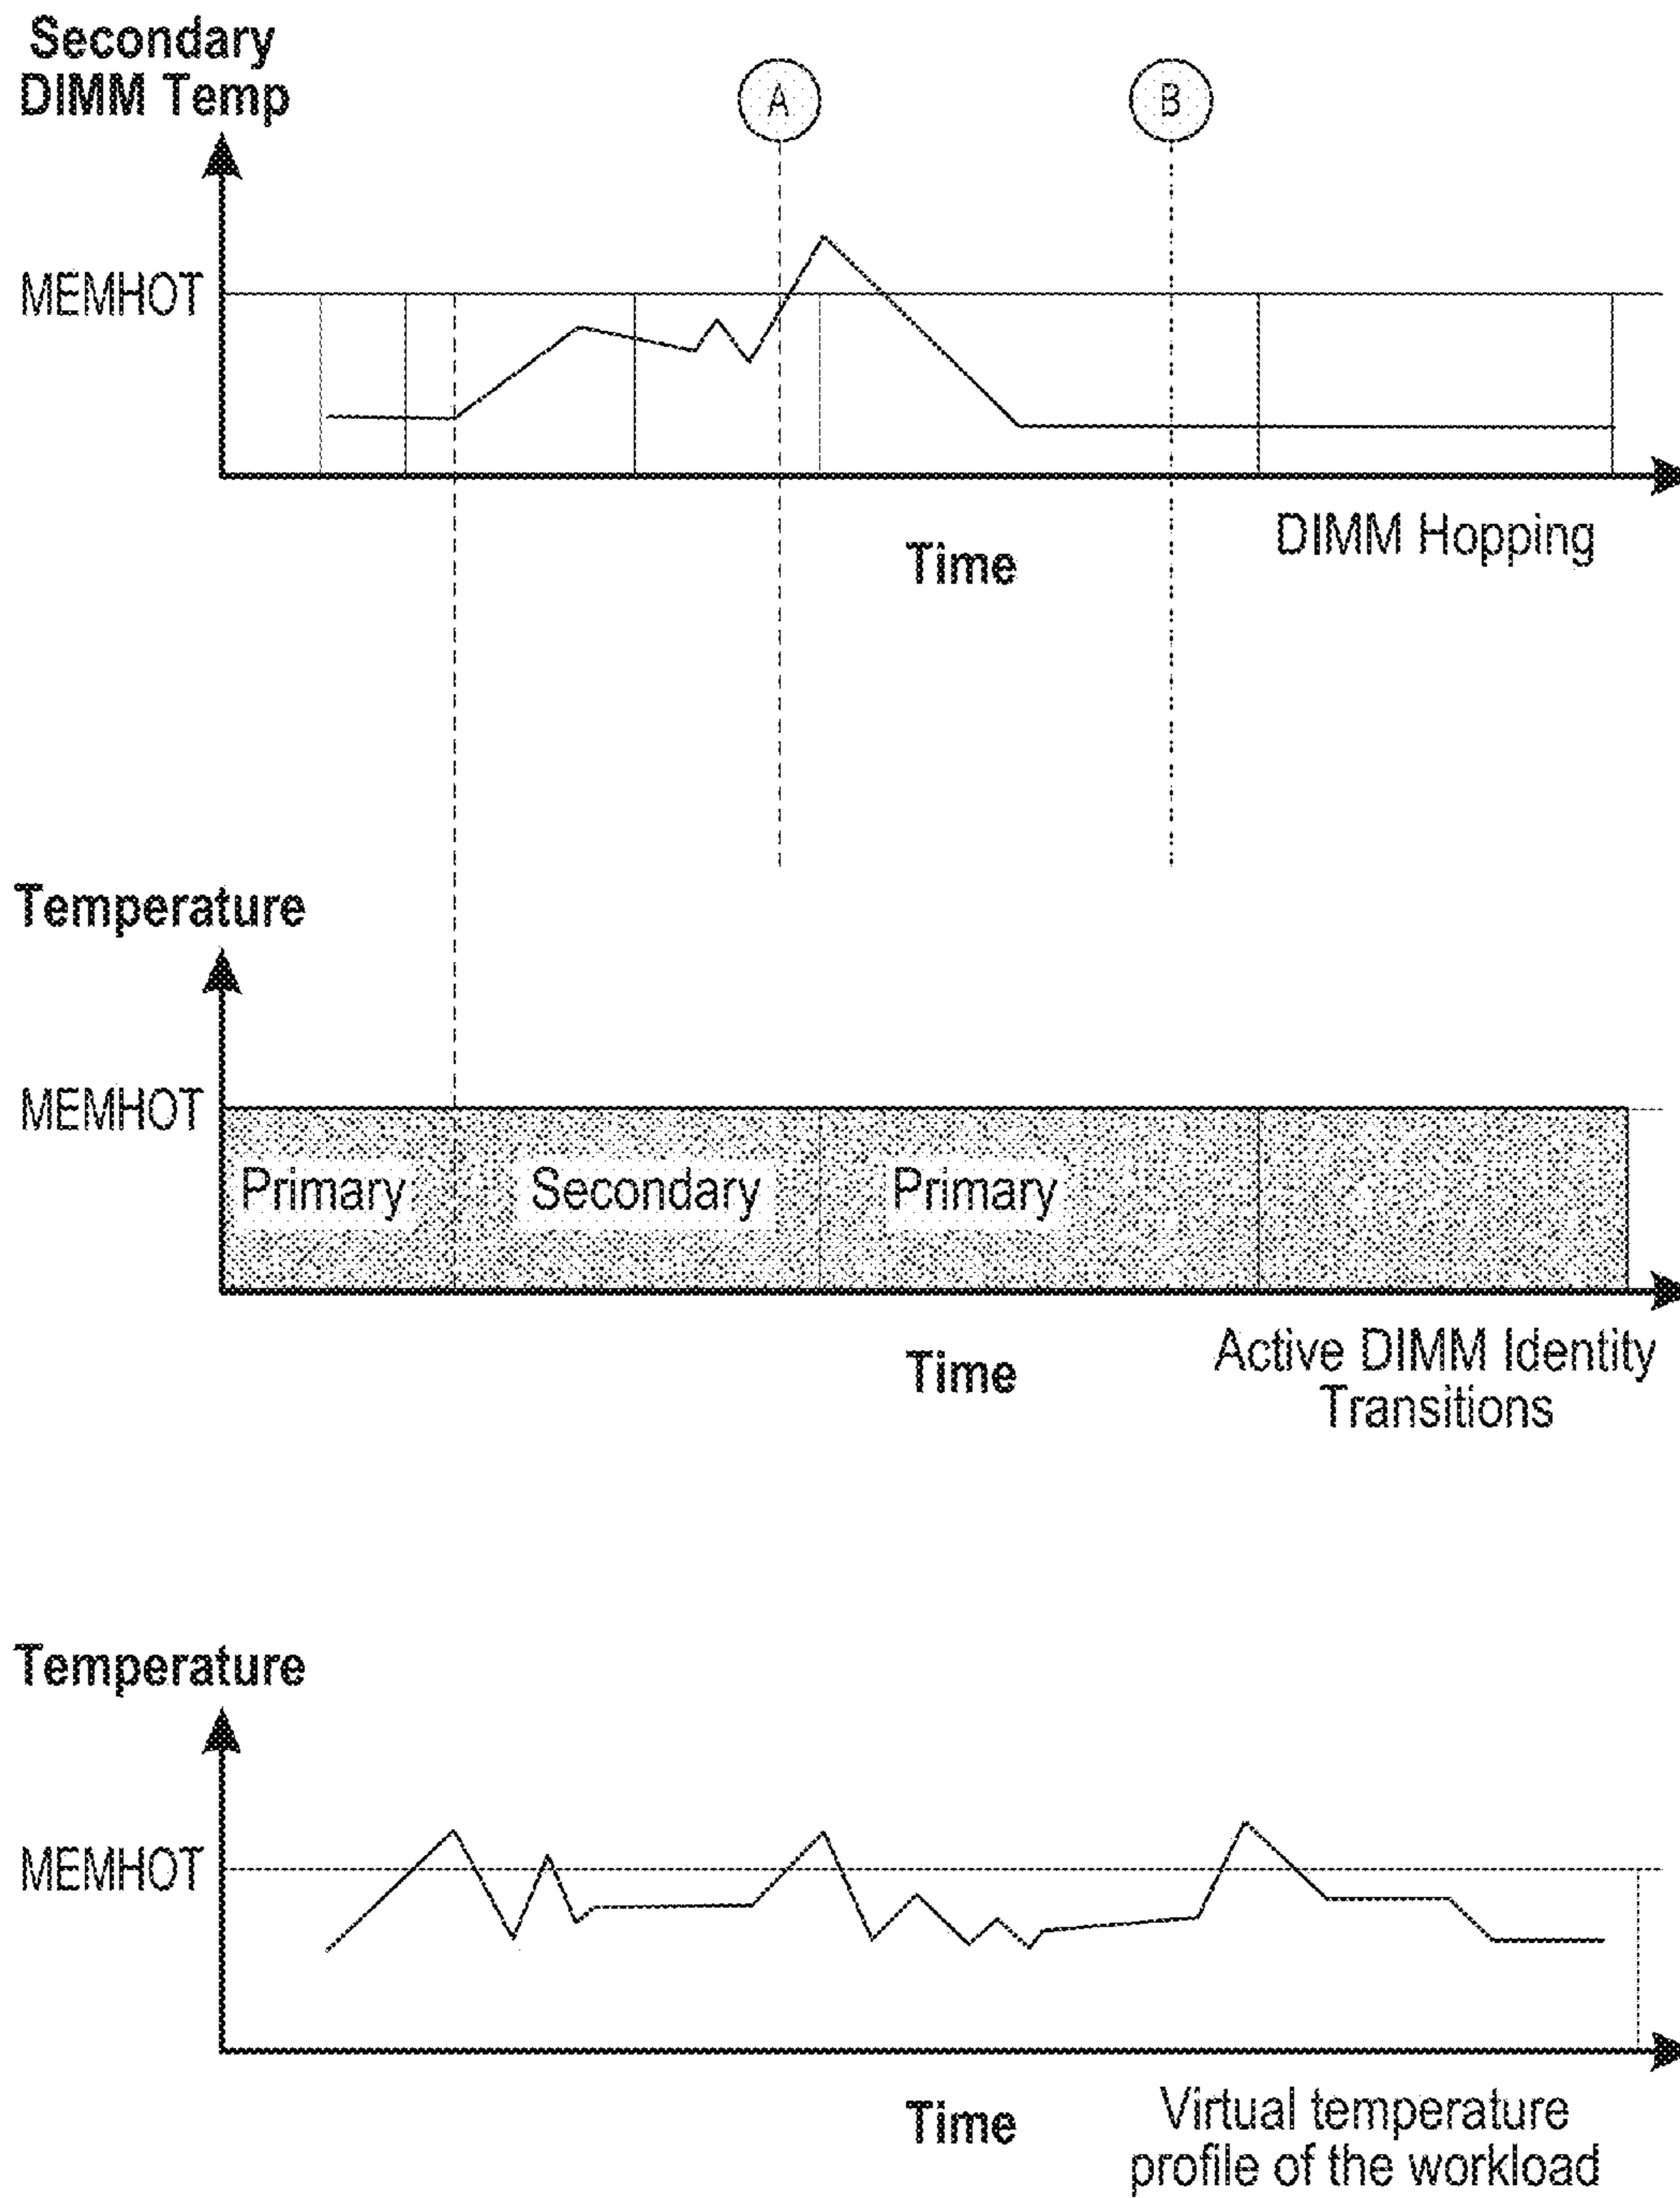 Secondary
DIMM Temp
A
B
MEMHOT
Time
DIMM Hopping
Temperature
MEMHOT
Primary
Secondary
Primary
Time
Active DIMM Identity
Transitions
Temperature
MEMHOT
Time
Virtual temperature
profile of the workload